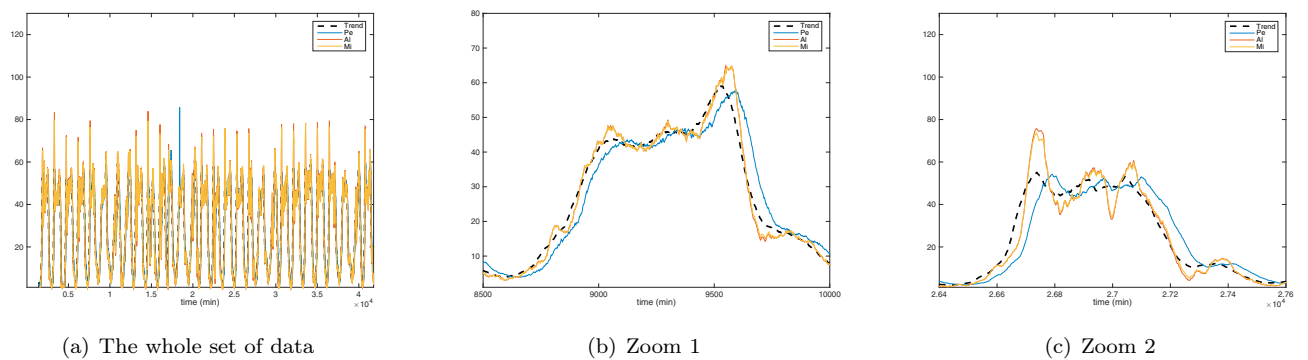 120
100
80
60
40
20
0.5 1 1.5 2 2.5 3 3.5 4
time (min)
×10⁴
Trend
Pe
Al
Mi
(a) The whole set of data
80
70
60
50
40
30
20
10
8500 9000 9500 10000
time (min)
Trend
Pe
Al
Mi
(b) Zoom 1
120
100
80
60
40
20
2.64 2.66 2.68 2.7 2.72 2.74 2.76
time (min)
×10⁴
Trend
Pe
Al
Mi
(c) Zoom 2